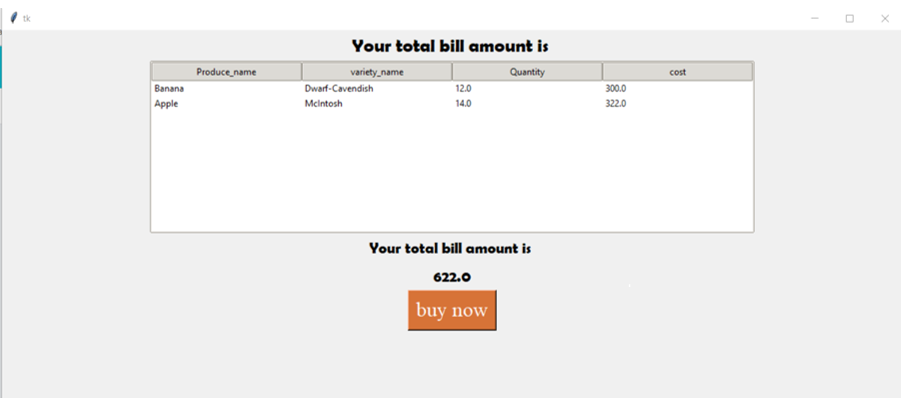 tk
Your total bill amount is
Produce_name variety_name Quantity cost
Banana Dwarf-Cavendish 12.0 300.0
Apple McIntosh 14.0 322.0
Your total bill amount is
622.0
buy now